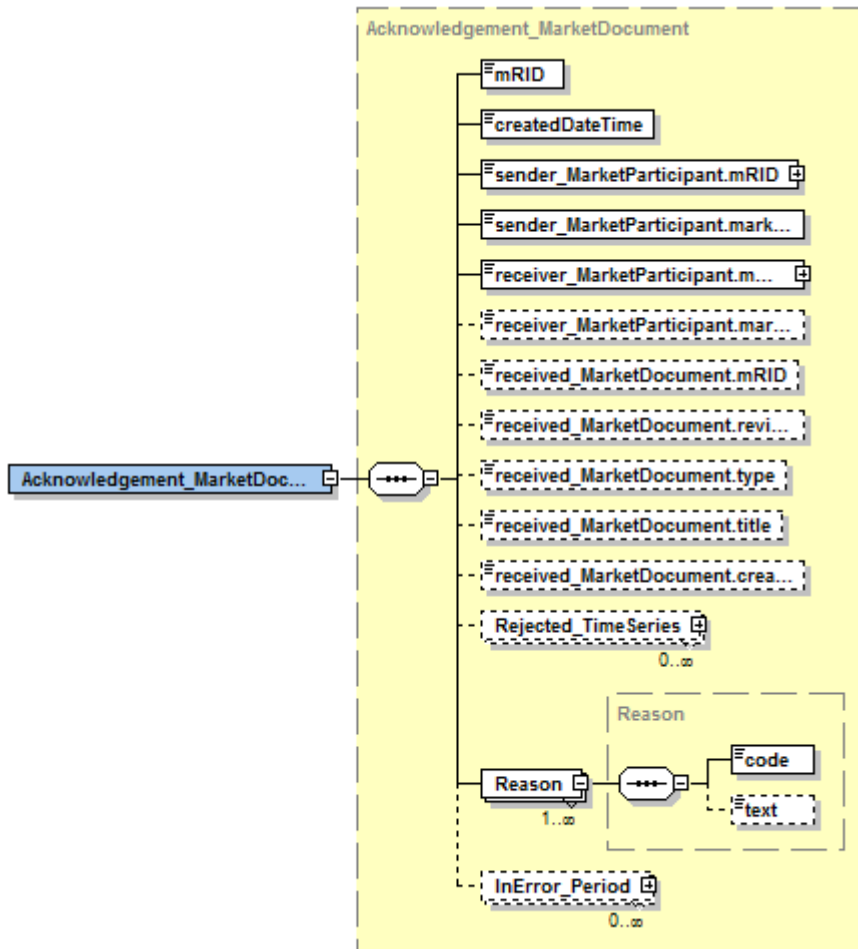 Acknowledgement_MarketDocument
mRID
createdDateTime
sender_MarketParticipant.mRID
sender_MarketParticipant.mark...
receiver_MarketParticipant.m...
receiver_MarketParticipant.mar...
received_MarketDocument.mRID
received_MarketDocument.revi...
Acknowledgement_MarketDoc...
received_MarketDocument.type
received_MarketDocument.title
received_MarketDocument.crea...
Rejected_TimeSeries
0..∞
Reason
code
Reason
text
1..∞
InError_Period
0..∞